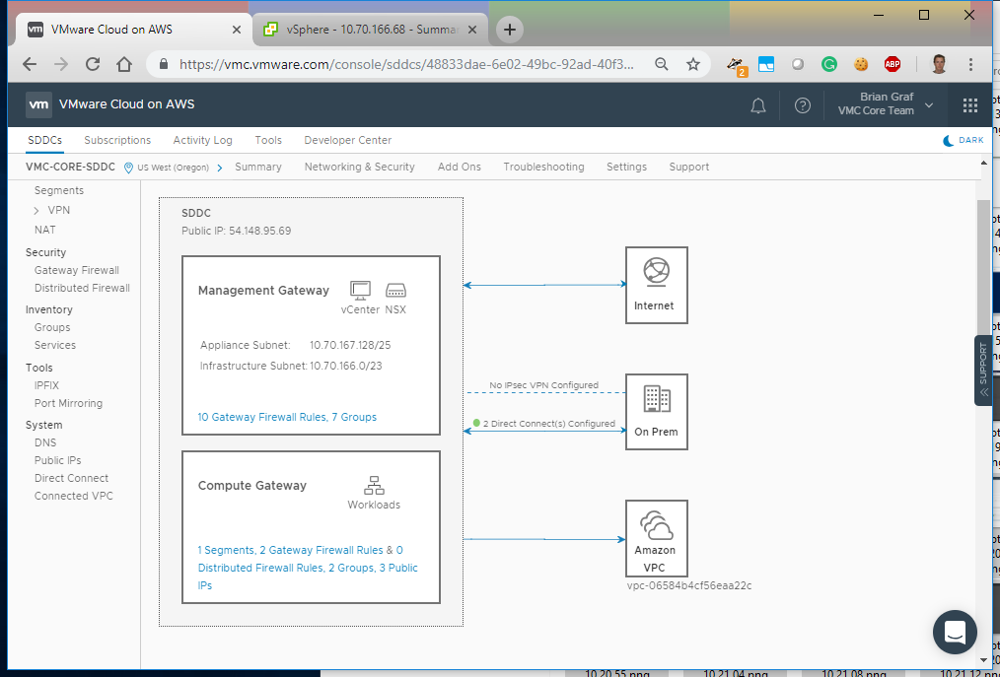 vm VMware Cloud on AWS
vSphere - 10.70.166.68 - Summa
https://vmc.vmware.com/console/sddcs/48833dae-6e02-49bc-92ad-40f3...
2
ABP
vm VMware Cloud on AWS
Brian Graf
VMC Core Team
SDDCs Subscriptions Activity Log Tools Developer Center DARK
VMC-CORE-SDDC US West (Oregon) Summary Networking & Security Add Ons Troubleshooting Settings Support
Segments
VPN
NAT
Security
Gateway Firewall
Distributed Firewall
Inventory
Groups
Services
Tools
IPFIX
Port Mirroring
System
DNS
Public IPs
Direct Connect
Connected VPC
SDDC
Public IP: 54.148.95.69
Management Gateway
vCenter NSX
Appliance Subnet: 10.70.167.128/25
Infrastructure Subnet: 10.70.166.0/23
10 Gateway Firewall Rules, 7 Groups
Compute Gateway
Workloads
1 Segments, 2 Gateway Firewall Rules & 0
Distributed Firewall Rules, 2 Groups, 3 Public
IPs
Internet
No IPsec VPN Configured
2 Direct Connect(s) Configured
On Prem
Amazon
VPC
vpc-06584b4cf56eaa22c
SUPPORT
10.20.55.png 10.21.04.png 10.21.08.png 10.21.12.png